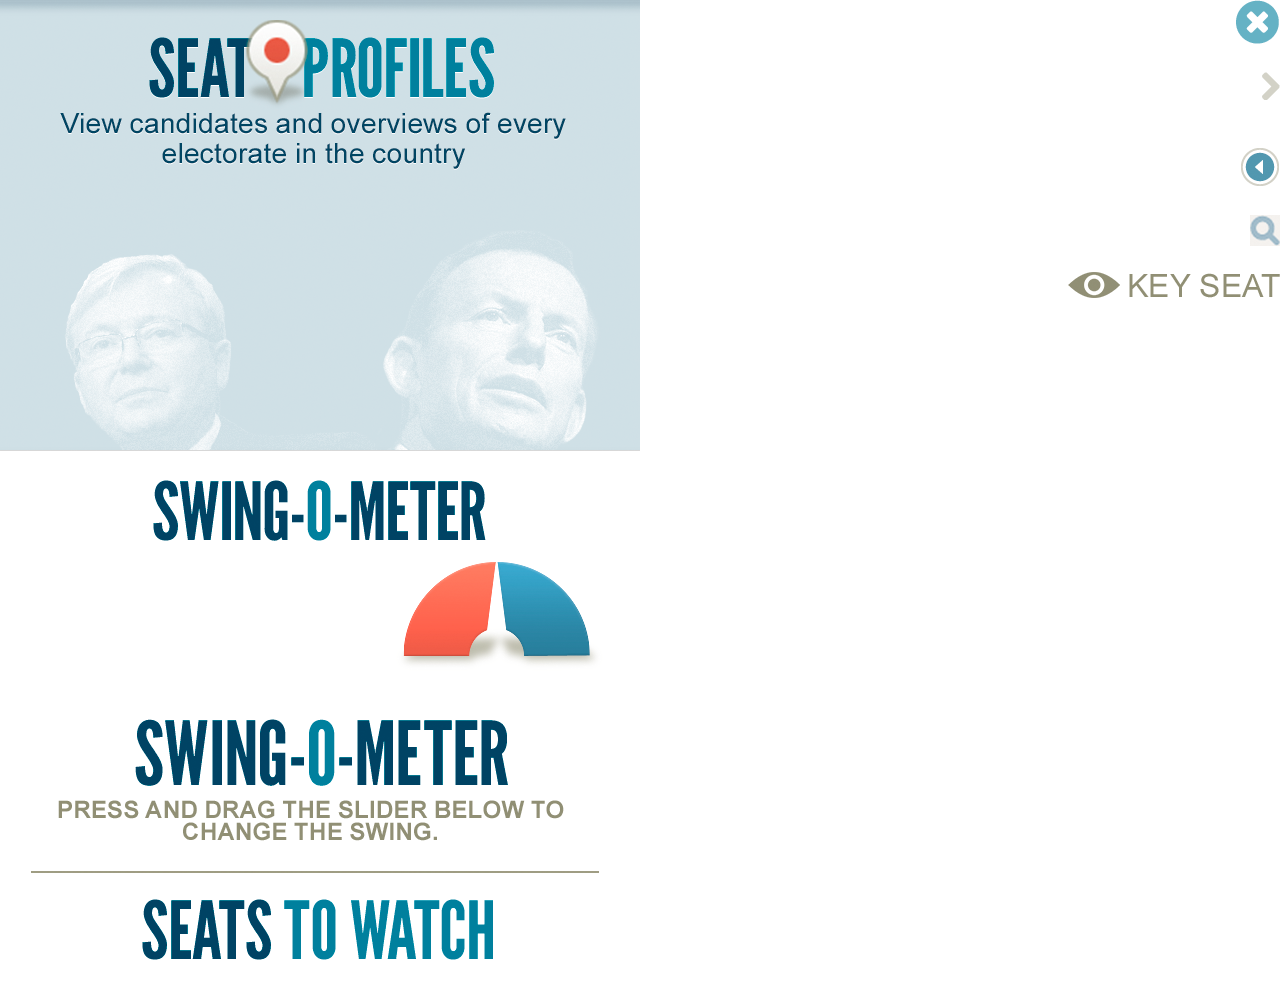 SEAT PROFILES
View candidates and overviews of every
electorate in the country
KEY SEAT
SWING-O-METER
SWING-O-METER
PRESS AND DRAG THE SLIDER BELOW TO
CHANGE THE SWING.
SEATS TO WATCH